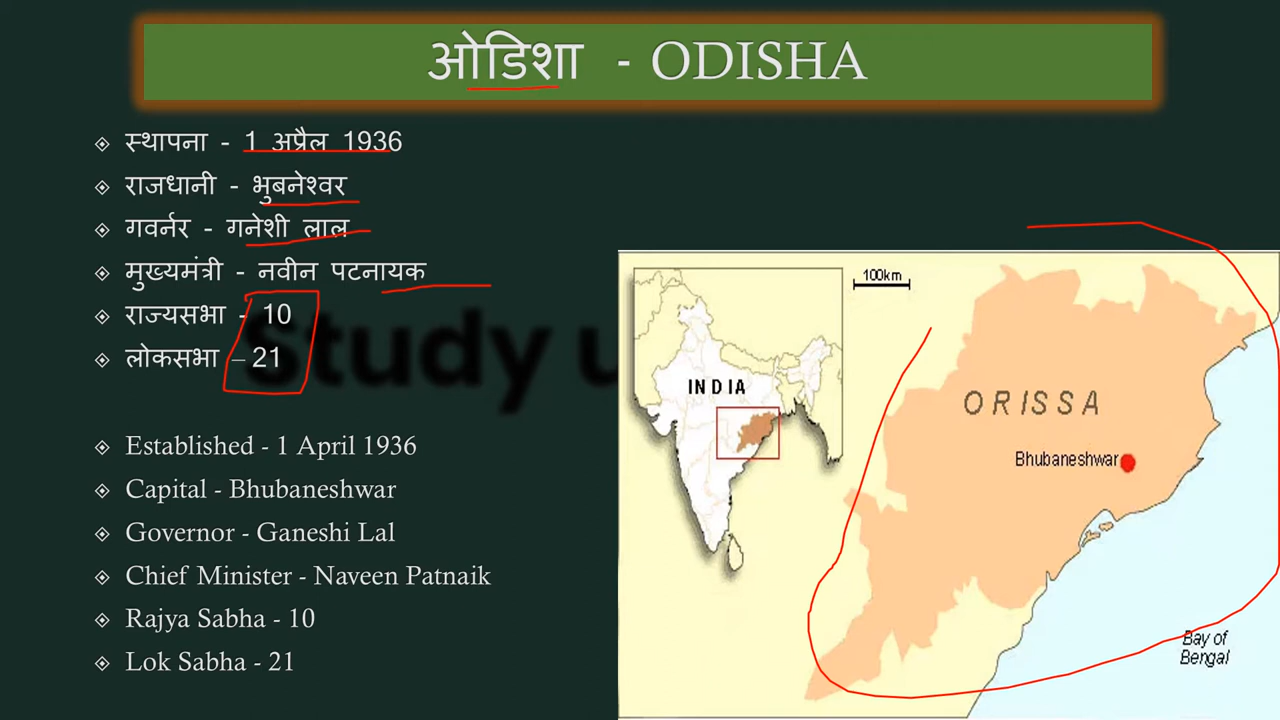 ओडिशा - ODISHA
स्थापना - 1 अप्रैल 1936
राजधानी - भुबनेश्वर
गवर्नर - गनेशी लाल
मुख्यमंत्री - नवीन पटनायक
राज्यसभा - 10
लोकसभा – 21
Study u
Established - 1 April 1936
Capital - Bhubaneshwar
Governor - Ganeshi Lal
Chief Minister - Naveen Patnaik
Rajya Sabha - 10
Lok Sabha - 21
100km
INDIA
ORISSA
Bhubaneshwar
Bay of
Bengal